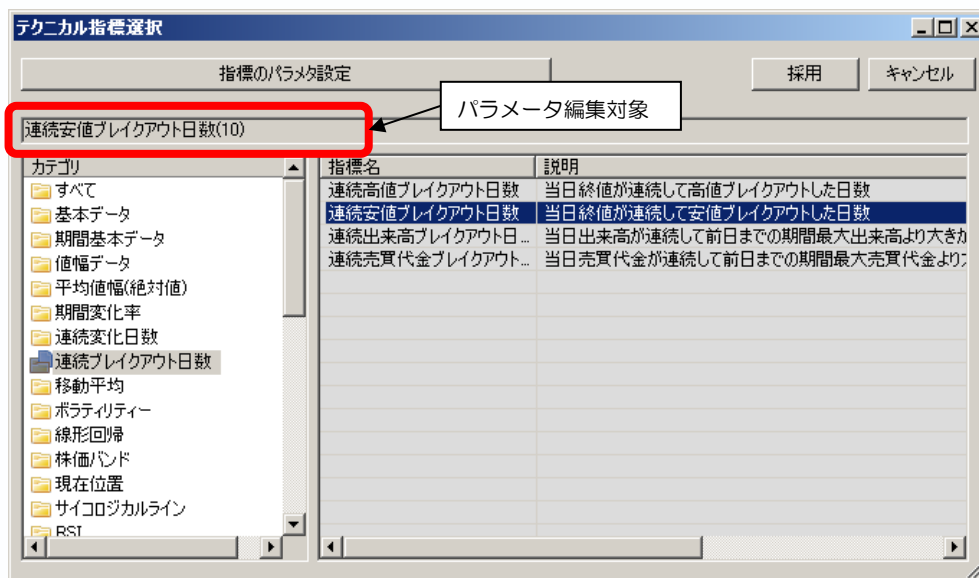 テクニカル指標選択
指標のパラメタ設定
採用
キャンセル
パラメータ編集対象
連続安値ブレイクアウト日数(10)
カテゴリ
すべて
基本データ
期間基本データ
値幅データ
平均値幅(絶対値)
期間変化率
連続変化日数
連続ブレイクアウト日数
移動平均
ボラティリティー
線形回帰
株価バンド
現在位置
サイコロジカルライン
RSI
指標名 説明
連続高値ブレイクアウト日数 当日終値が連続して高値ブレイクアウトした日数
連続安値ブレイクアウト日数 当日終値が連続して安値ブレイクアウトした日数
連続出来高ブレイクアウト日... 当日出来高が連続して前日までの期間最大出来高より大きか
連続売買代金ブレイクアウト... 当日売買代金が連続して前日までの期間最大売買代金より